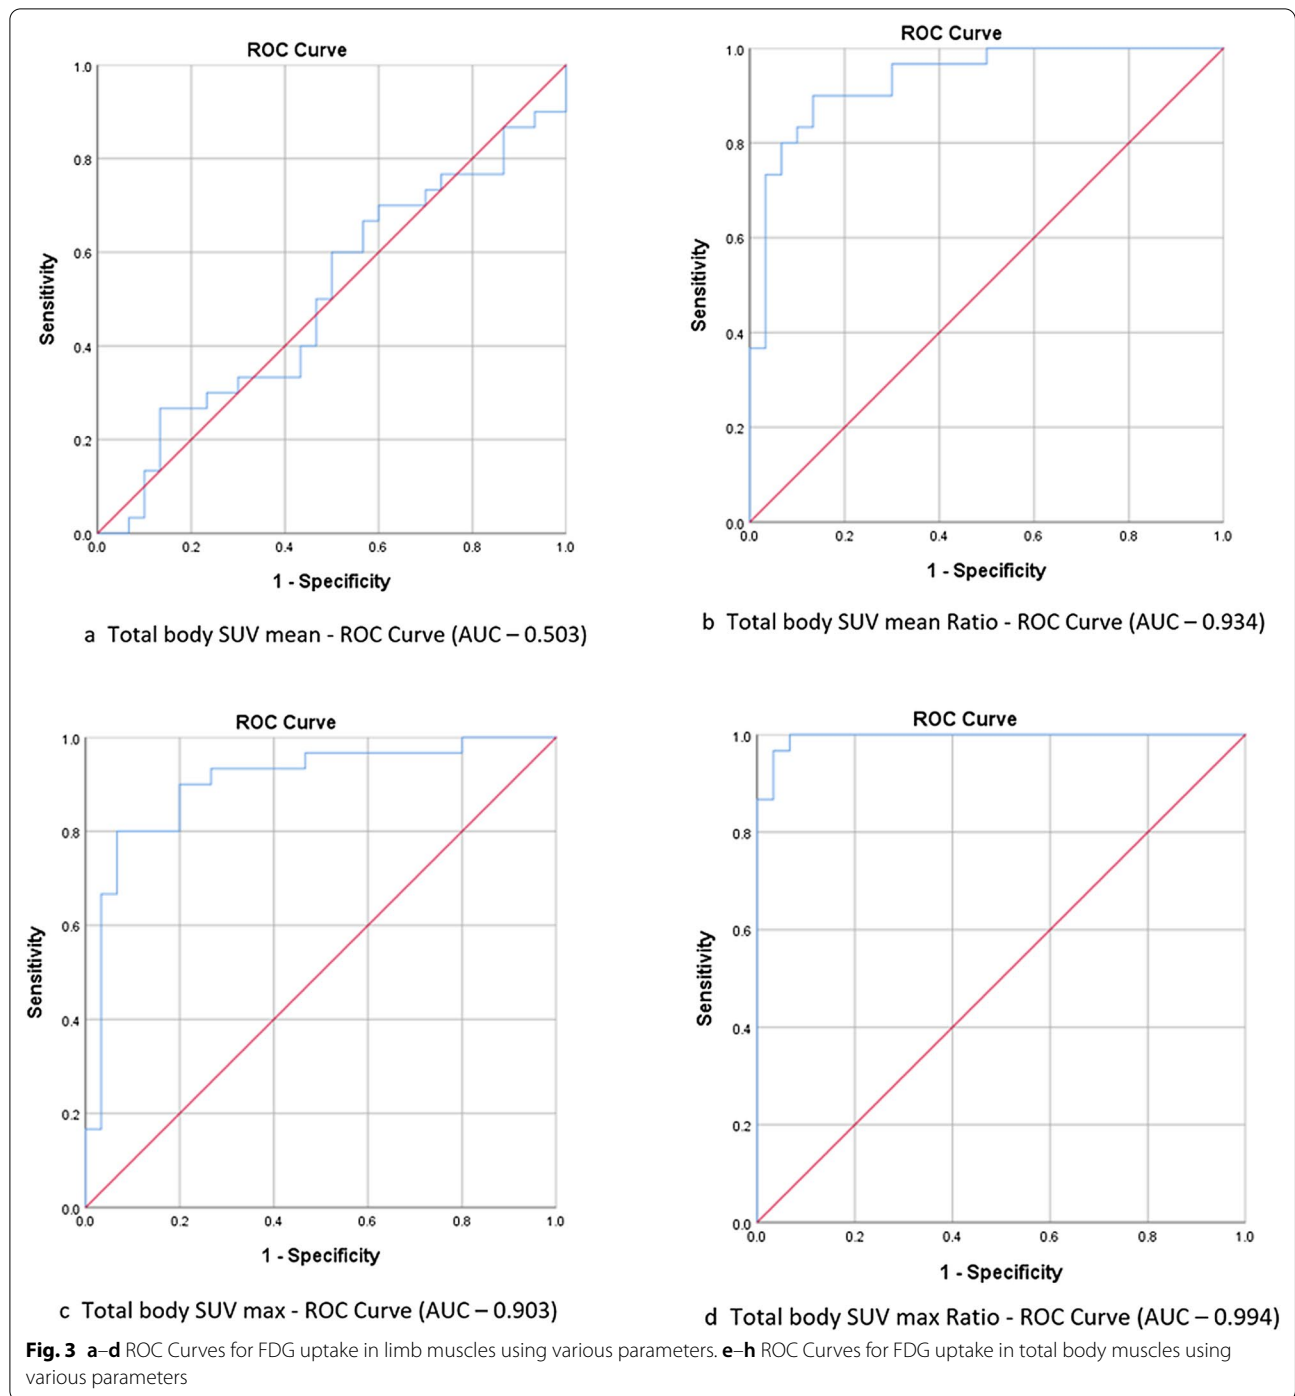 ROC Curve
1.0
0.8
0.6
0.4
0.2
0.0
Sensitivity
0.0 0.2 0.4 0.6 0.8 1.0
1 - Specificity
a Total body SUV mean - ROC Curve (AUC – 0.503)
ROC Curve
1.0
0.8
0.6
0.4
0.2
0.0
Sensitivity
0.0 0.2 0.4 0.6 0.8 1.0
1 - Specificity
b Total body SUV mean Ratio - ROC Curve (AUC – 0.934)
ROC Curve
1.0
0.8
0.6
0.4
0.2
0.0
Sensitivity
0.0 0.2 0.4 0.6 0.8 1.0
1 - Specificity
c Total body SUV max - ROC Curve (AUC – 0.903)
ROC Curve
1.0
0.8
0.6
0.4
0.2
0.0
Sensitivity
0.0 0.2 0.4 0.6 0.8 1.0
1 - Specificity
d Total body SUV max Ratio - ROC Curve (AUC – 0.994)
Fig. 3 a–d ROC Curves for FDG uptake in limb muscles using various parameters. e–h ROC Curves for FDG uptake in total body muscles using
various parameters